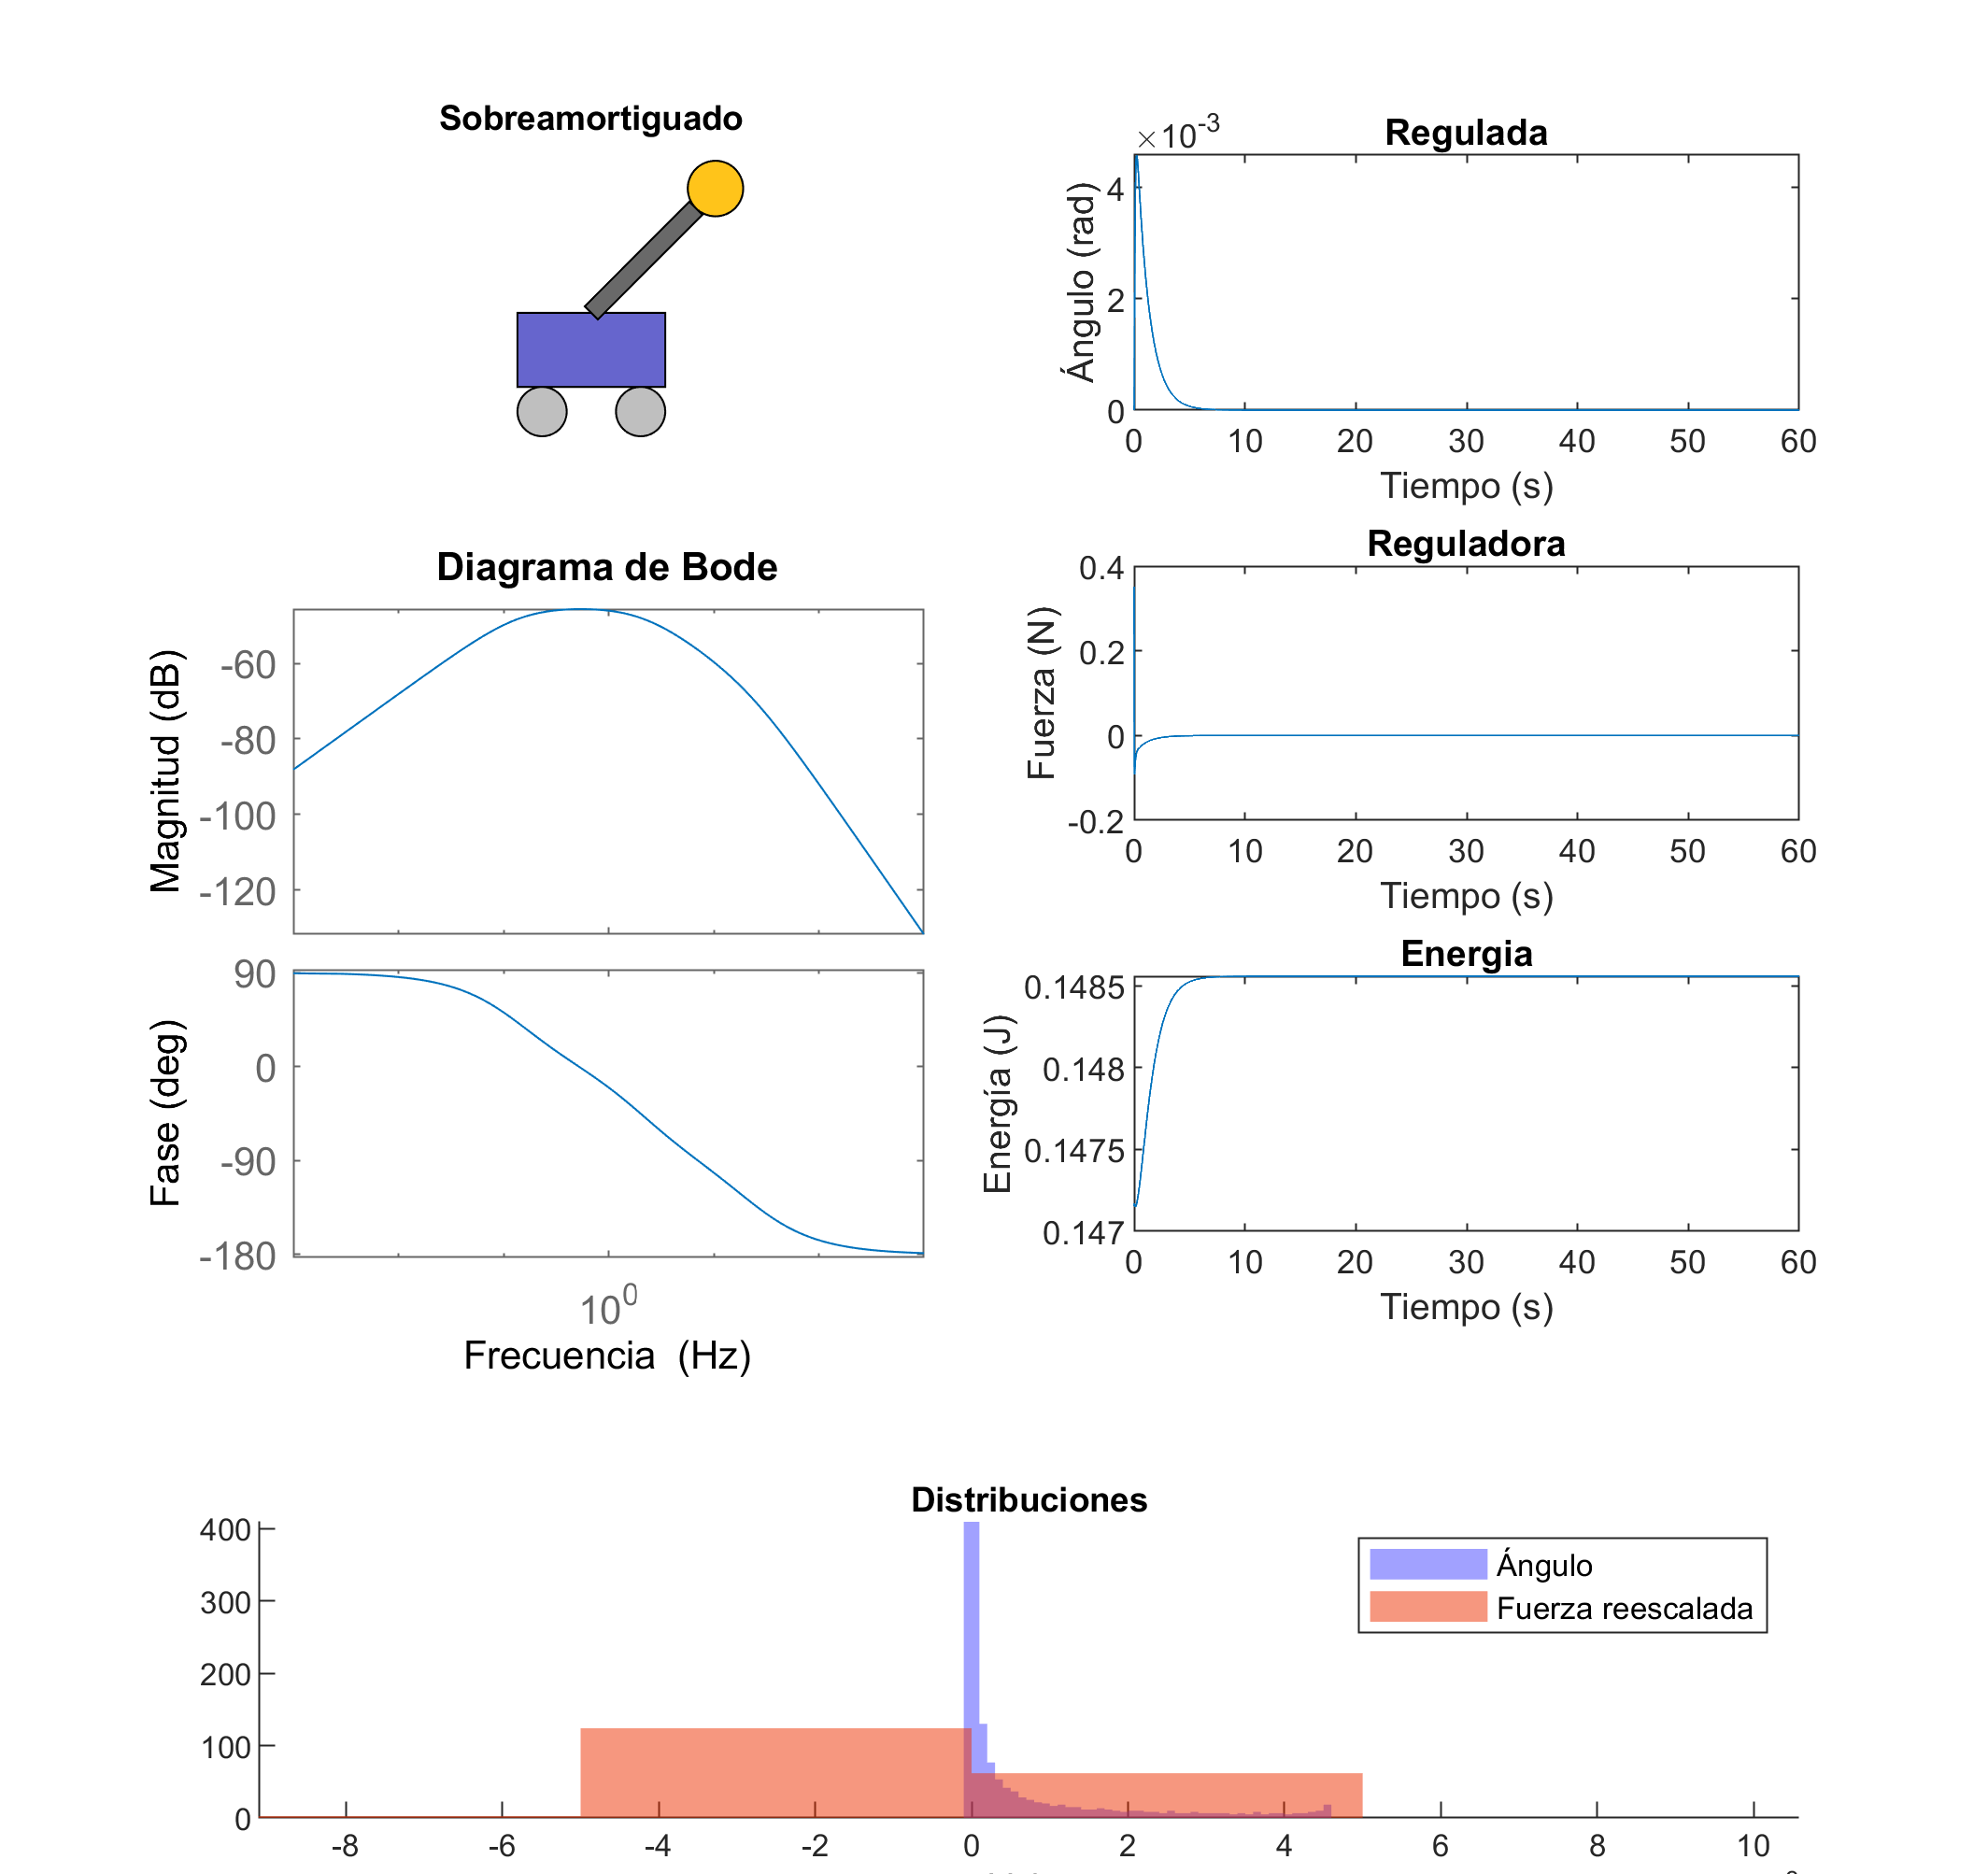 Sobreamortiguado
×10-3
Regulada
Ángulo (rad)
4
2
0
0 10 20 30 40 50 60
Tiempo (s)
Diagrama de Bode
Magnitud (dB)
-60
-80
-100
-120
Fase (deg)
90
0
-90
-180
100
Frecuencia (Hz)
Reguladora
Fuerza (N)
0.4
0.2
0
-0.2
0 10 20 30 40 50 60
Tiempo (s)
Energia
Energía (J)
0.1485
0.148
0.1475
0.147
0 10 20 30 40 50 60
Tiempo (s)
Distribuciones
400
300
200
100
0
Ángulo
Fuerza reescalada
-8 -6 -4 -2 0 2 4 6 8 10